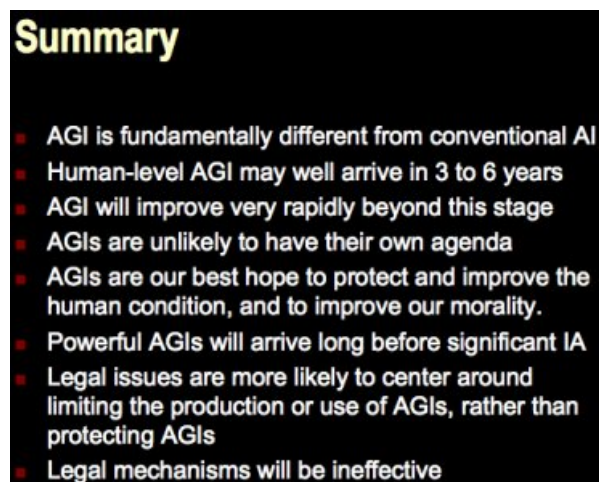 Summary
AGI is fundamentally different from conventional AI
Human-level AGI may well arrive in 3 to 6 years
AGI will improve very rapidly beyond this stage
AGIs are unlikely to have their own agenda
AGIs are our best hope to protect and improve the
human condition, and to improve our morality.
Powerful AGIs will arrive long before significant IA
Legal issues are more likely to center around
limiting the production or use of AGIs, rather than
protecting AGIs
Legal mechanisms will be ineffective